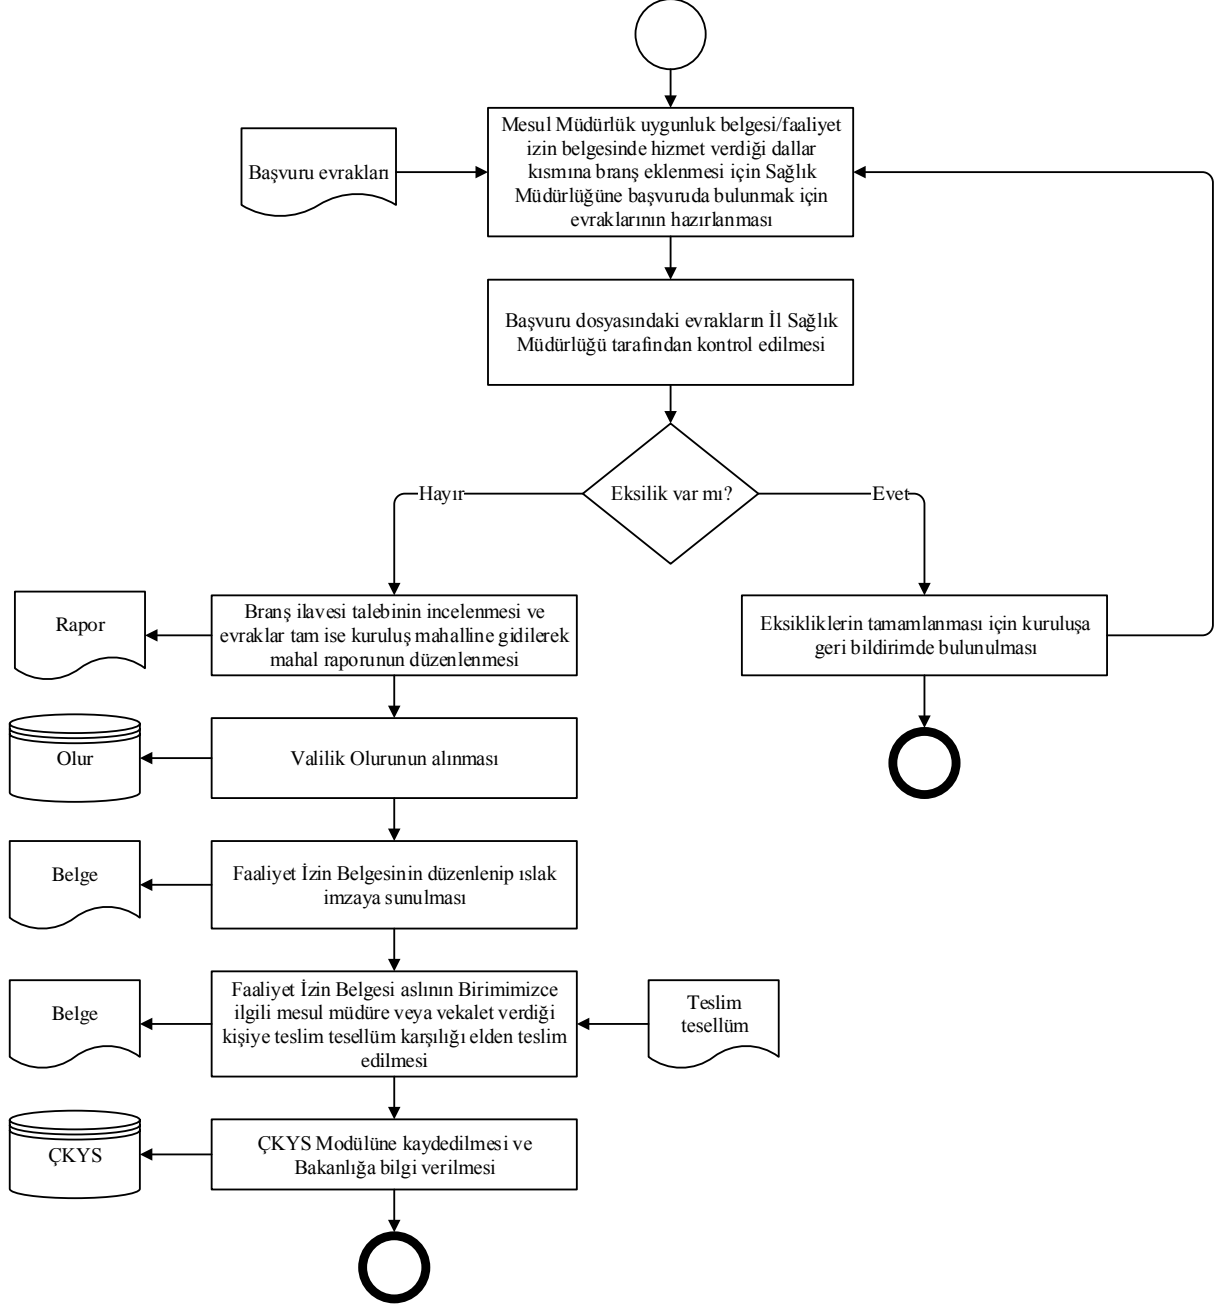 Mesul Müdürlük uygunluk belgesi/faaliyet
izin belgesinde hizmet verdiği dallar
kısmına branş eklenmesi için Sağlık
Müdürlüğüne başvuruda bulunmak için
evraklarının hazırlanması
Başvuru evrakları
Başvuru dosyasındaki evrakların İl Sağlık
Müdürlüğü tarafından kontrol edilmesi
Eksilik var mı?
Hayır
Evet
Branş ilavesi talebinin incelenmesi ve
evraklar tam ise kuruluş mahalline gidilerek
mahal raporunun düzenlenmesi
Rapor
Eksikliklerin tamamlanması için kuruluşa
geri bildirimde bulunulması
Valilik Olurunun alınması
Olur
Faaliyet İzin Belgesinin düzenlenip ıslak
imzaya sunulması
Belge
Faaliyet İzin Belgesi aslının Birimimizce
ilgili mesul müdüre veya vekalet verdiği
kişiye teslim tesellüm karşılığı elden teslim
edilmesi
Belge
Teslim
tesellüm
ÇKYS Modülüne kaydedilmesi ve
Bakanlığa bilgi verilmesi
ÇKYS